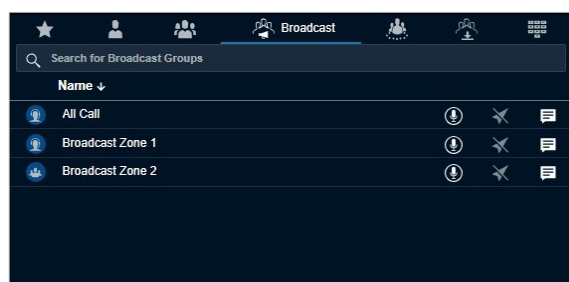 Broadcast
Search for Broadcast Groups
Name ↓
All Call
Broadcast Zone 1
Broadcast Zone 2